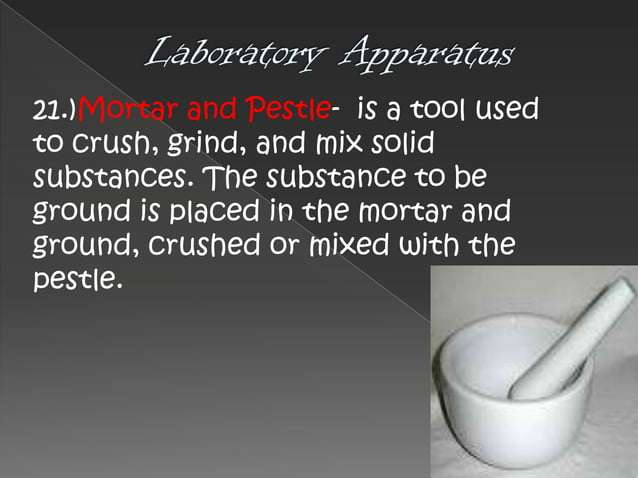 Laboratory Apparatus
21.)Mortar and Pestle- is a tool used
to crush, grind, and mix solid
substances. The substance to be
ground is placed in the mortar and
ground, crushed or mixed with the
pestle.